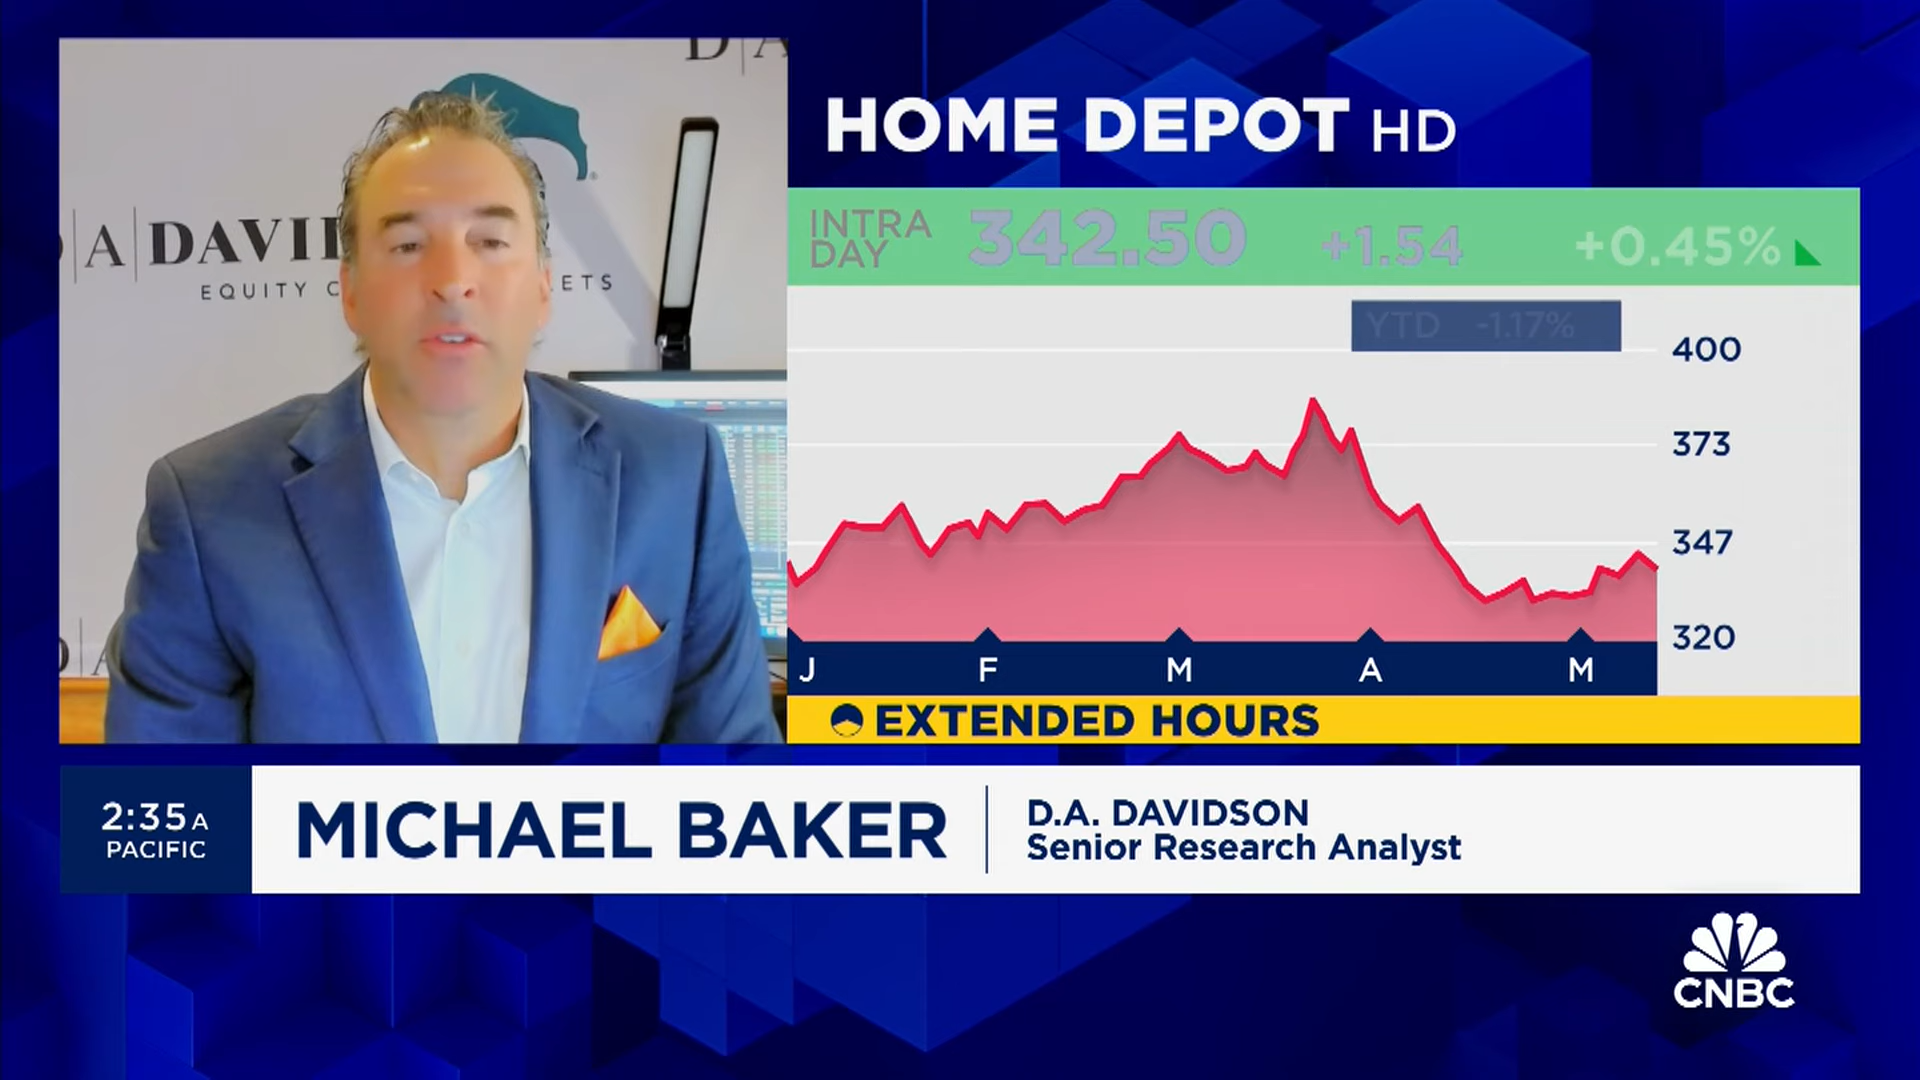 D|A
|A|DAVI
EQUITY C
ETS
HOME DEPOT HD
INTRA DAY 342.50 +1.54 +0.45%
YTD -1.17%
400
373
347
320
J F M A M
EXTENDED HOURS
2:35A
PACIFIC
MICHAEL BAKER
D.A. DAVIDSON
Senior Research Analyst
CNBC